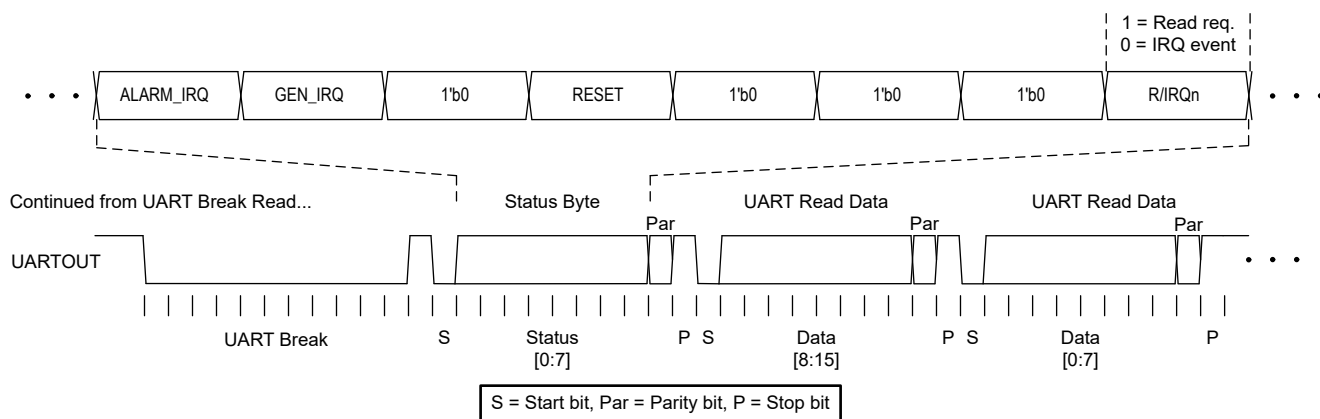 1 = Read req.
0 = IRQ event
ALARM_IRQ GEN_IRQ 1'b0 RESET 1'b0 1'b0 1'b0 R/IRQn
Continued from UART Break Read... Status Byte UART Read Data UART Read Data
Par Par Par
UARTOUT
UART Break S Status P S Data P S Data P
[0:7] [8:15] [0:7]
S = Start bit, Par = Parity bit, P = Stop bit